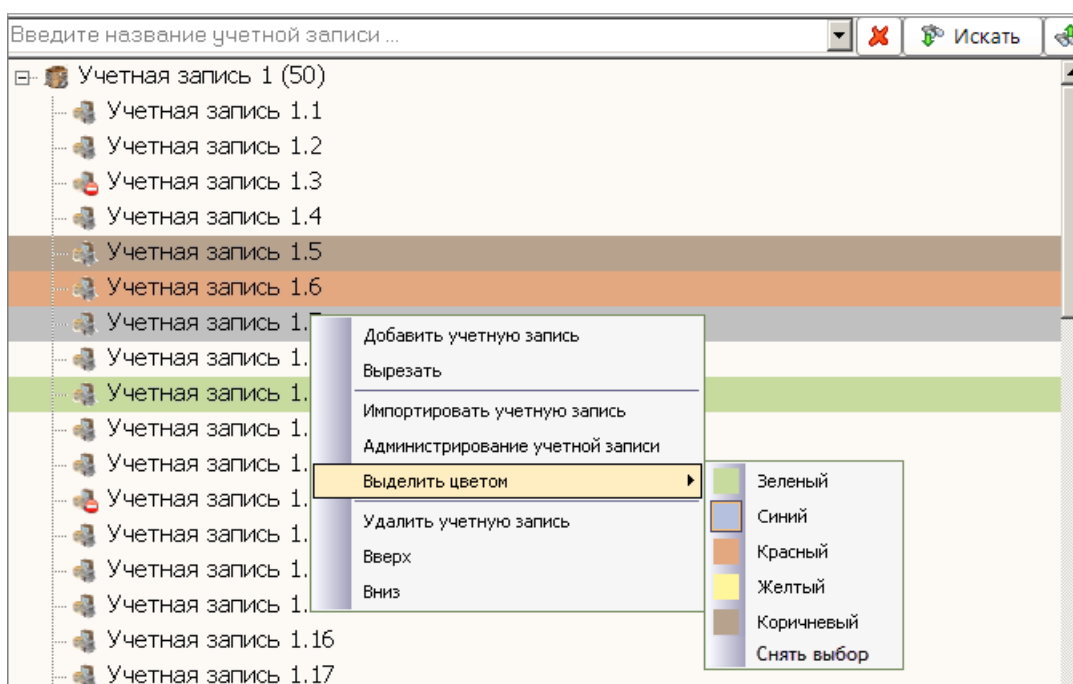 Введите название учетной записи ...
Искать
Учетная запись 1 (50)
Учетная запись 1.1
Учетная запись 1.2
Учетная запись 1.3
Учетная запись 1.4
Учетная запись 1.5
Учетная запись 1.6
Учетная запись 1.
Учетная запись 1.
Учетная запись 1.
Учетная запись 1.
Учетная запись 1.
Учетная запись 1.
Учетная запись 1.
Учетная запись 1.
Учетная запись 1.
Учетная запись 1.16
Учетная запись 1.17
Добавить учетную запись
Вырезать
Импортировать учетную запись
Администрирование учетной записи
Выделить цветом
Удалить учетную запись
Вверх
Вниз
Зеленый
Синий
Красный
Желтый
Коричневый
Снять выбор